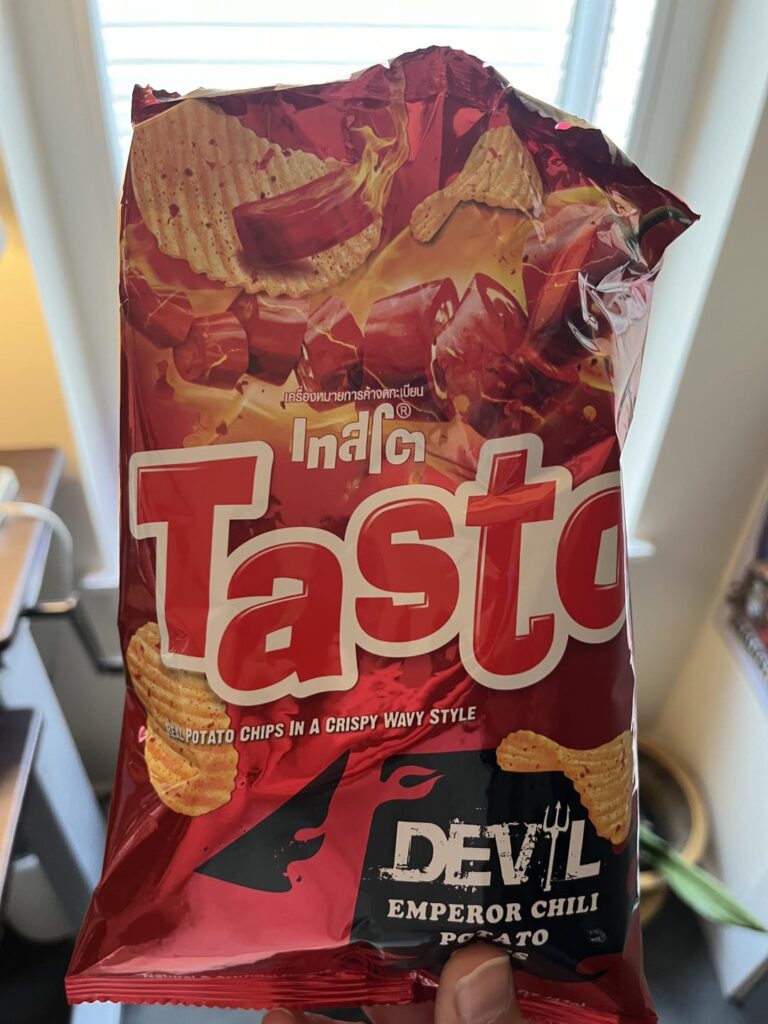 เครื่องหมายการค้าจดทะเบียน
เทสโต®
Tasto
REAL POTATO CHIPS IN A CRISPY WAVY STYLE
DEVIL
EMPEROR CHILI
POTATO